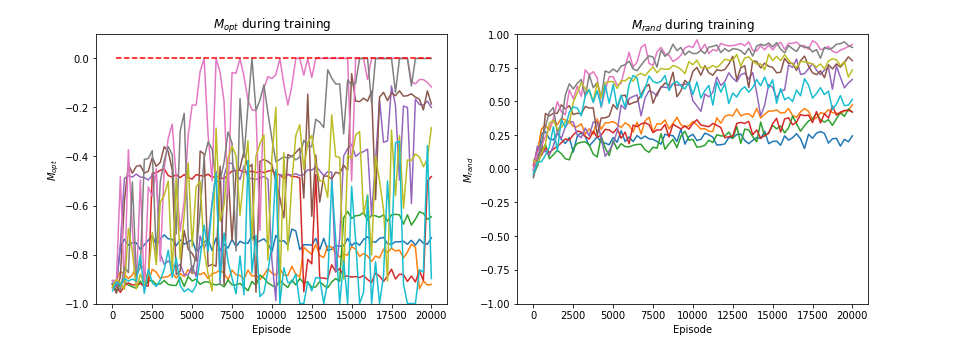 M_opt during training
0.0
−0.2
−0.4
−0.6
−0.8
−1.0
M_opt
0 2500 5000 7500 10000 12500 15000 17500 20000
Episode
M_rand during training
1.00
0.75
0.50
0.25
0.00
−0.25
−0.50
−0.75
−1.00
M_rand
0 2500 5000 7500 10000 12500 15000 17500 20000
Episode